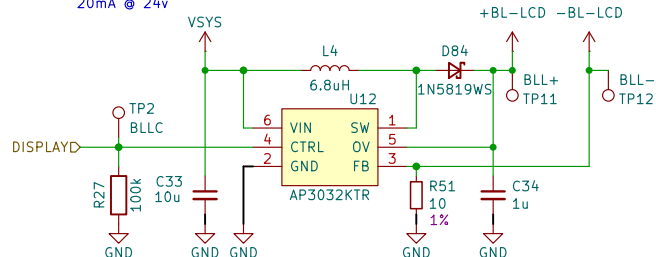 20mA @ 24v
VSYS
+BL-LCD
-BL-LCD
L4
6.8uH
D84
1N5819WS
BLL+
TP11
BLL-
TP12
TP2
BLLC
U12
6 VIN SW 1
4 CTRL OV 5
2 GND FB 3
AP3032KTR
DISPLAY
R27
100k
C33
10u
R51
10
1%
C34
1u
GND
GND
GND
GND
GND